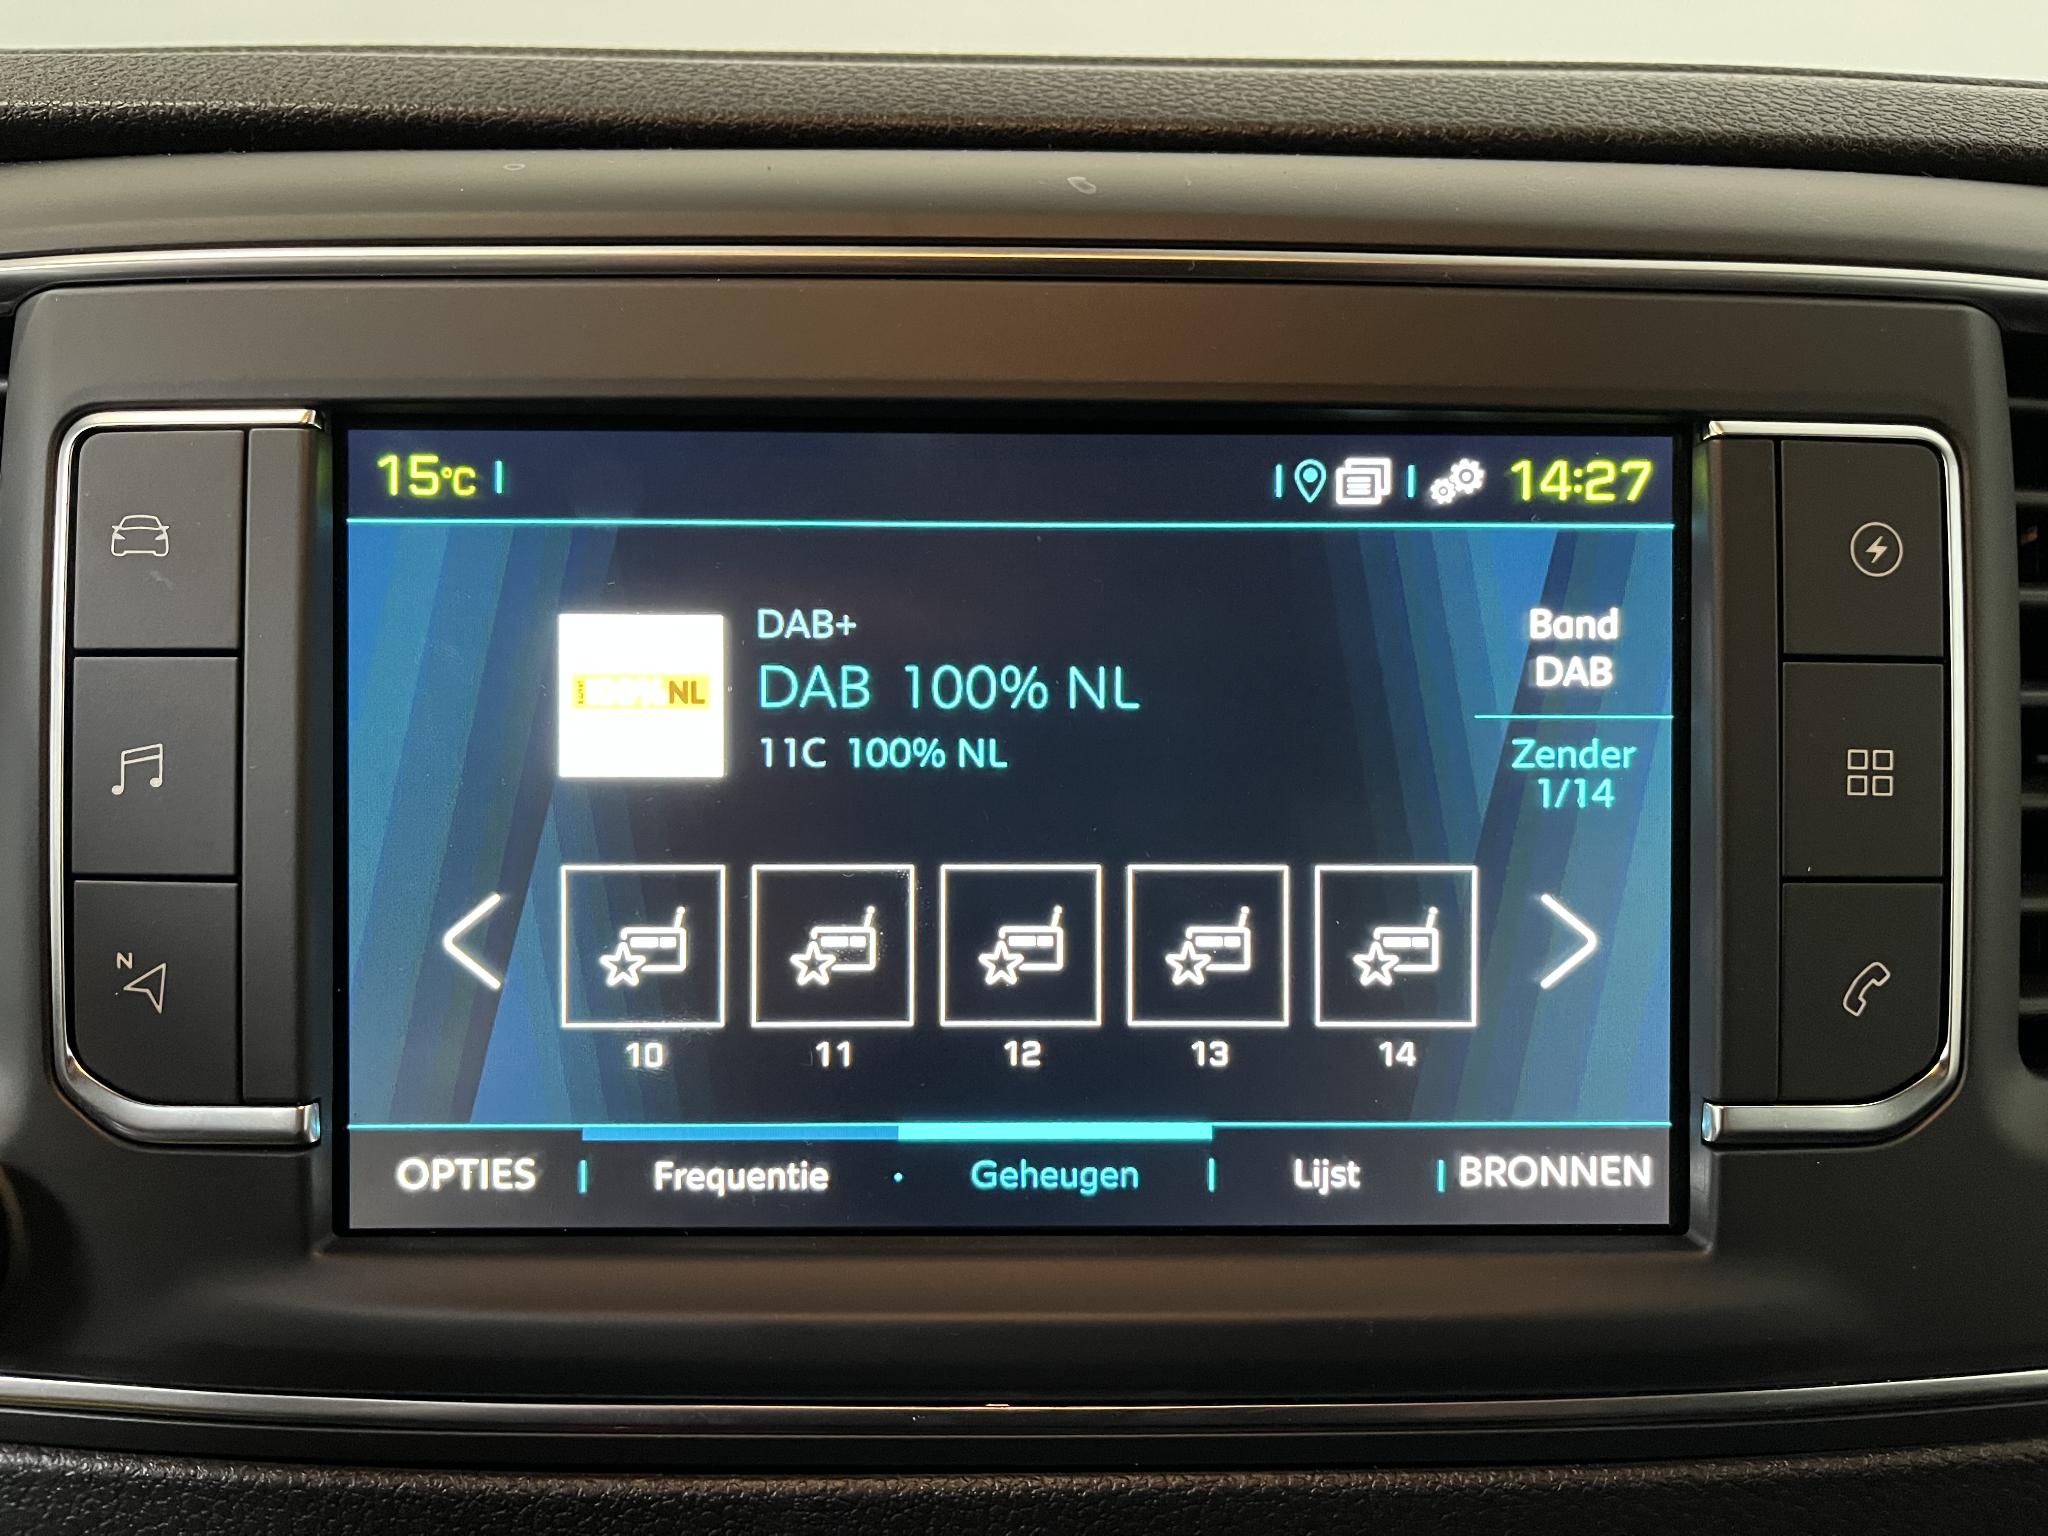 15°C
14:27
DAB+
DAB 100% NL
11C 100% NL
100% NL
Band
DAB
Zender
1/14
10 11 12 13 14
OPTIES Frequentie · Geheugen Lijst BRONNEN
N